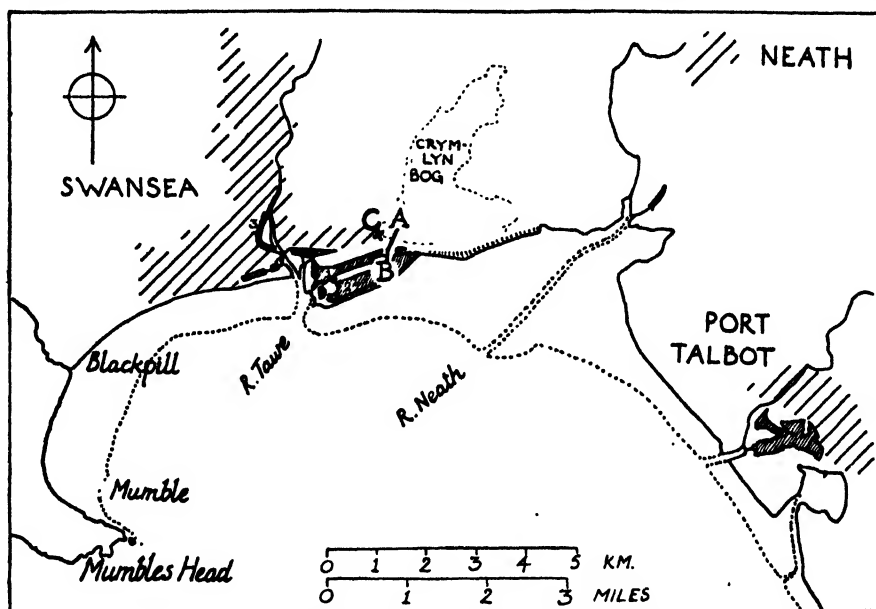 NEATH
CRYM-
LYN
BOG
SWANSEA
C A
B
PORT
TALBOT
Blackpill
R. Tawe
R. Neath
Mumble
Mumbles Head
0 1 2 3 4 5 KM.
0 1 2 3 MILES